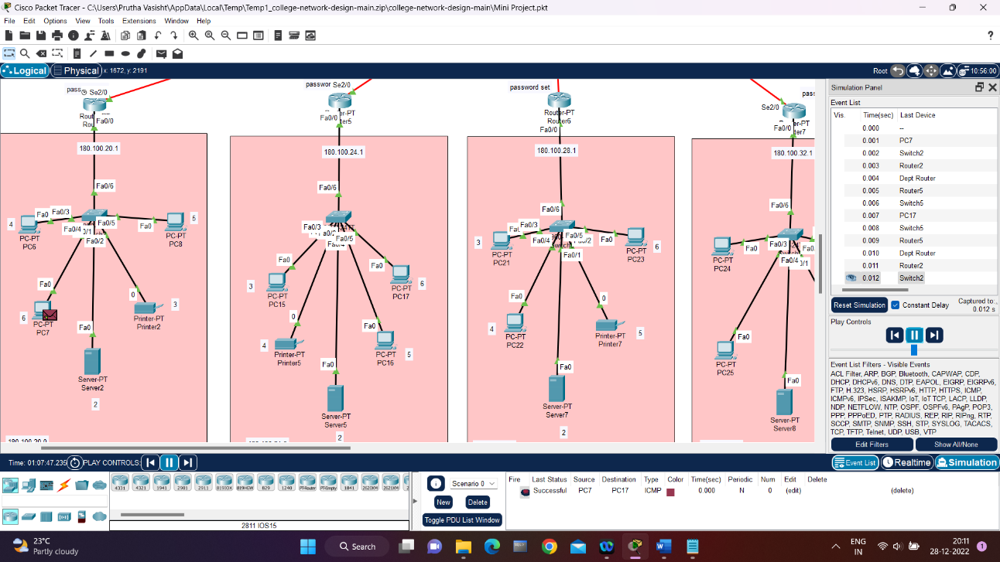 Cisco Packet Tracer - C:\Users\Prutha Vasisht\AppData\Local\Temp\Temp1_college-network-design-main.zip\college-network-design-main\Mini Project.pkt
File Edit Options View Tools Extensions Window Help
Logical Physical x: 1672, y: 2191 Root 10:56:00
pass Se2/0
Fa0/0
180.100.20.1
Fa0/6
4 Fa0 Fa0/3
Fa0/4 0/1 Fa0/5
Fa0/2
Fa0 5
PC-PT
PC6
PC-PT
PC8
Fa0
6
PC-PT
PC7
0
3
Printer-PT
Printer2
Fa0
Server-PT
Server2
2
180.100.20.0
passwor Se2/0
Fa0/0
180.100.24.1
Fa0/6
Fa0/3
Fa0/5
Fa0
3
PC-PT
PC15
Fa0
6
PC-PT
PC17
0
4
Printer-PT
Printer5
Fa0
5
PC-PT
PC16
Fa0
Server-PT
Server5
2
password set
Router-PT
Router6
Fa0/0
180.100.28.1
Fa0/6
3 Fa0/3
Fa0/4 Fa0/5
Fa0/1
Fa0 6
PC-PT
PC21
PC-PT
PC23
Fa0
4
PC-PT
PC22
0
5
Printer-PT
Printer7
Fa0
Server-PT
Server7
2
Se2/0 pass
Fa0/0
180.100.32.1
Fa0/6
Fa0 Fa0/3
Fa0/4
PC-PT
PC24
Fa0
PC-PT
PC25
Fa0
Server-PT
Server8
Simulation Panel
Event List
Vis. Time(sec) Last Device
0.000 --
0.001 PC7
0.002 Switch2
0.003 Router2
0.004 Dept Router
0.005 Router5
0.006 Switch5
0.007 PC17
0.008 Switch5
0.009 Router5
0.010 Dept Router
0.011 Router2
0.012 Switch2
Reset Simulation Constant Delay Captured to:
0.012 s
Play Controls
Event List Filters - Visible Events
ACL Filter, ARP, BGP, Bluetooth, CAPWAP, CDP,
DHCP, DHCPv6, DNS, DTP, EAPOL, EIGRP, EIGRPv6,
FTP, H.323, HSRP, HSRPv6, HTTP, HTTPS, ICMP,
ICMPv6, IPSec, ISAKMP, IoT, IoT TCP, LACP, LLDP,
NDP, NETFLOW, NTP, OSPF, OSPFv6, PAgP, POP3,
PPP, PPPoED, PTP, RADIUS, REP, RIP, RIPng, RTP,
SCCP, SMTP, SNMP, SSH, STP, SYSLOG, TACACS,
TCP, TFTP, Telnet, UDP, USB, VTP
Edit Filters Show All/None
Time: 01:07:47.235 PLAY CONTROLS: Event List Realtime Simulation
4331 4321 1941 2901 2911 819IOX 819HGW 829 1240 PT-Router PT-Empty 1841 2620XM 2621XM
2811 IOS15
Scenario 0
New Delete
Toggle PDU List Window
Fire Last Status Source Destination Type Color Time(sec) Periodic Num Edit Delete
Successful PC7 PC17 ICMP 0.000 N 0 (edit) (delete)
23°C
Partly cloudy
Search
ENG
IN
20:11
28-12-2022
1